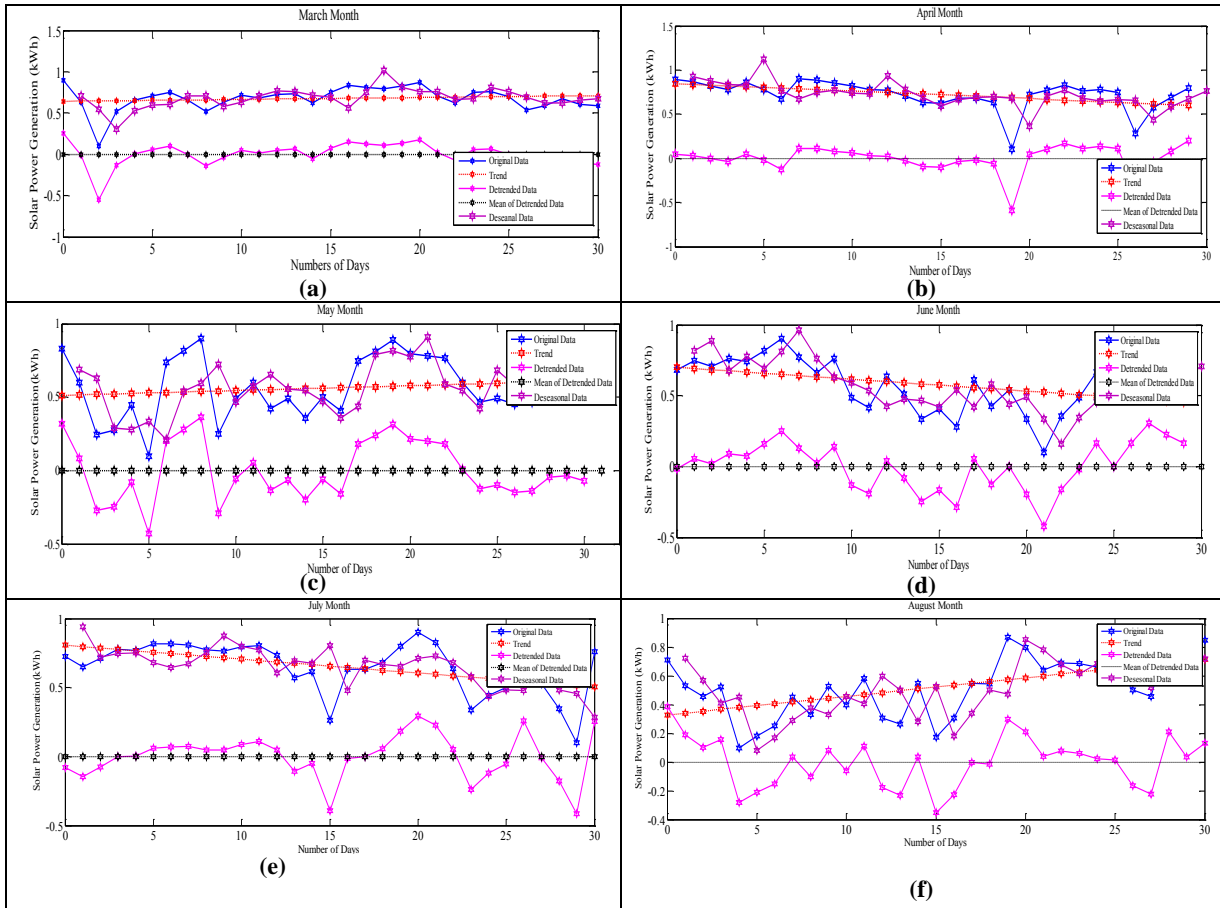 March Month
Solar Power Generation (kWh)
1.5
1
0.5
0
-0.5
-1
0 5 10 15 20 25 30
Original Data
Trend
Detrended Data
Mean of Detrended Data
Deseanal Data
Numbers of Days
(a)
April Month
Solar Power Generation (kWh)
1.5
1
0.5
0
-0.5
-1
0 5 10 15 20 25 30
Original Data
Trend
Detrended Data
Mean of Detrended Data
Deseasonal Data
Number of Days
(b)
May Month
Solar Power Generation(kWh)
1
0.5
0
-0.5
0 5 10 15 20 25 30
Original Data
Trend
Detrended Data
Mean of Detrended Data
Deseasonal Data
Number of Days
(c)
June Month
Solar Power Generation (kWh)
1
0.5
0
-0.5
0 5 10 15 20 25 30
Original Data
Trend
Detrended Data
Mean of Detrended Data
Deseasonal Data
Number of Days
(d)
July Month
Solar Power Generation (kWh)
1
0.5
0
-0.5
0 5 10 15 20 25 30
Original Data
Trend
Detrended Data
Mean of Detrended Data
Deseasonal Data
Number of Days
(e)
August Month
Solar Power Generation (kWh)
1
0.8
0.6
0.4
0.2
0
-0.2
-0.4
0 5 10 15 20 25 30
Original Data
Trend
Detrended Data
Mean of Detrended Data
Desesonal Data
Number of Days
(f)